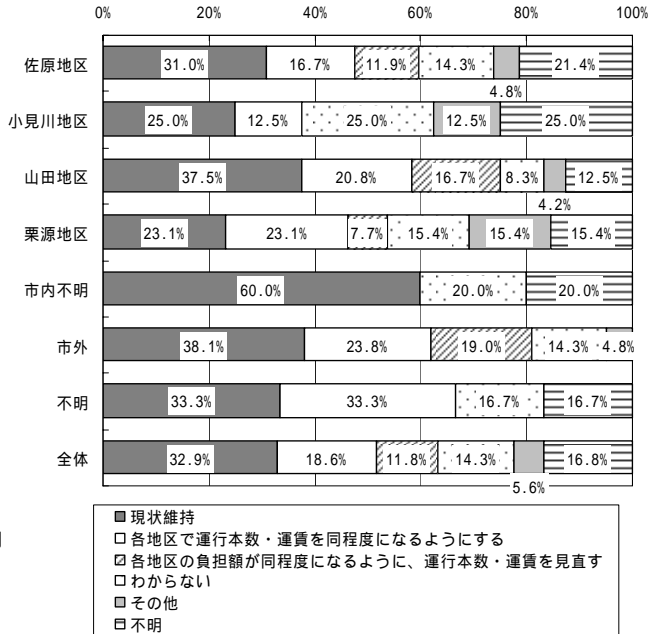 0% 20% 40% 60% 80% 100%
佐原地区 31.0% 16.7% 11.9% 14.3% 21.4%
4.8%
小見川地区 25.0% 12.5% 25.0% 12.5% 25.0%
山田地区 37.5% 20.8% 16.7% 8.3% 12.5%
4.2%
栗源地区 23.1% 23.1% 7.7% 15.4% 15.4% 15.4%
市内不明 60.0% 20.0% 20.0%
市外 38.1% 23.8% 19.0% 14.3% 4.8%
不明 33.3% 33.3% 16.7% 16.7%
全体 32.9% 18.6% 11.8% 14.3% 16.8%
5.6%
現状維持
各地区で運行本数・運賃を同程度になるようにする
各地区の負担額が同程度になるように、運行本数・運賃を見直す
わからない
その他
不明